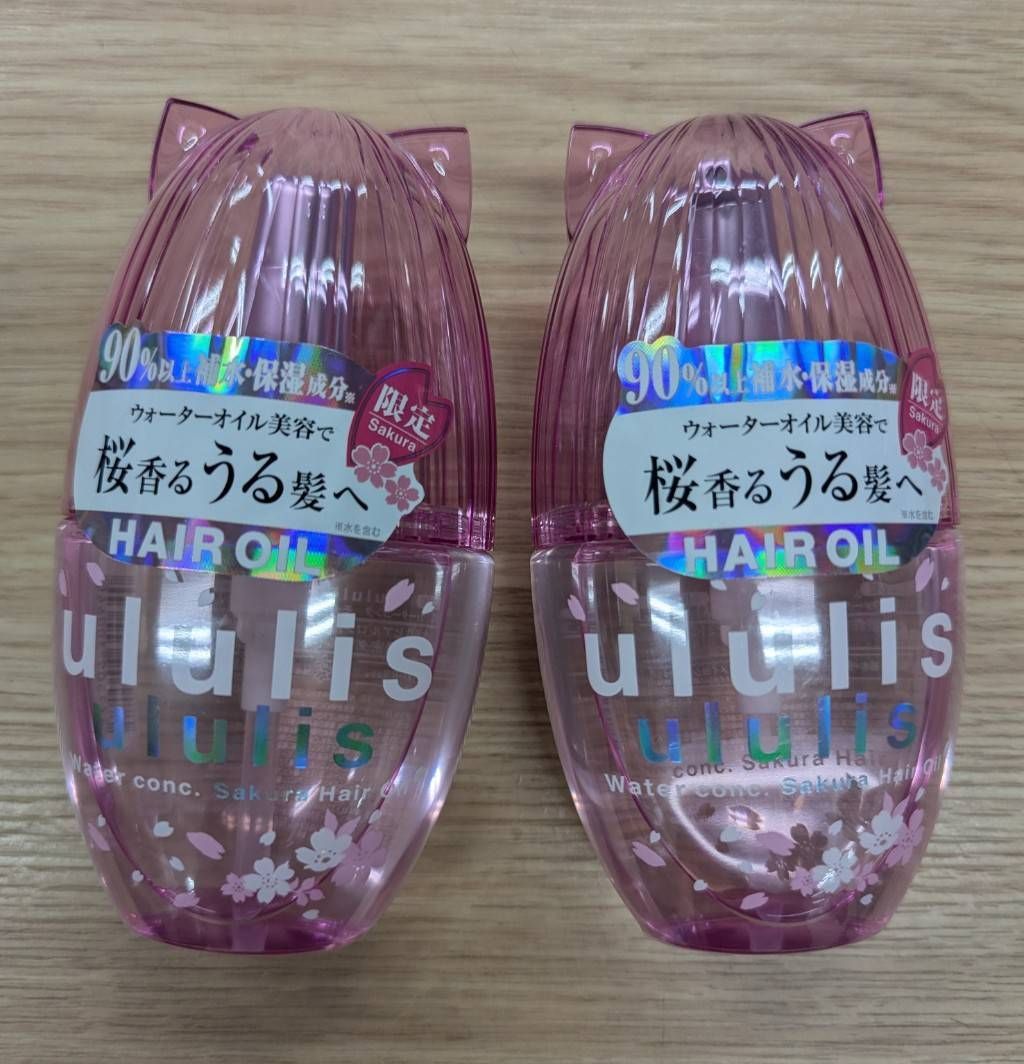 90%以上補水・保湿成分※
ウォーターオイル美容で
限定
Sakura
桜香るうる髪へ
※水を含む
HAIR OIL
ululis
ululis
Water conc. Sakura Hair Oil
90%以上補水・保湿成分※
ウォーターオイル美容で
限定
Sakura
桜香るうる髪へ
※水を含む
HAIR OIL
ululis
ululis
conc. Sakura Hair
Water conc. Sakura Hair Oil